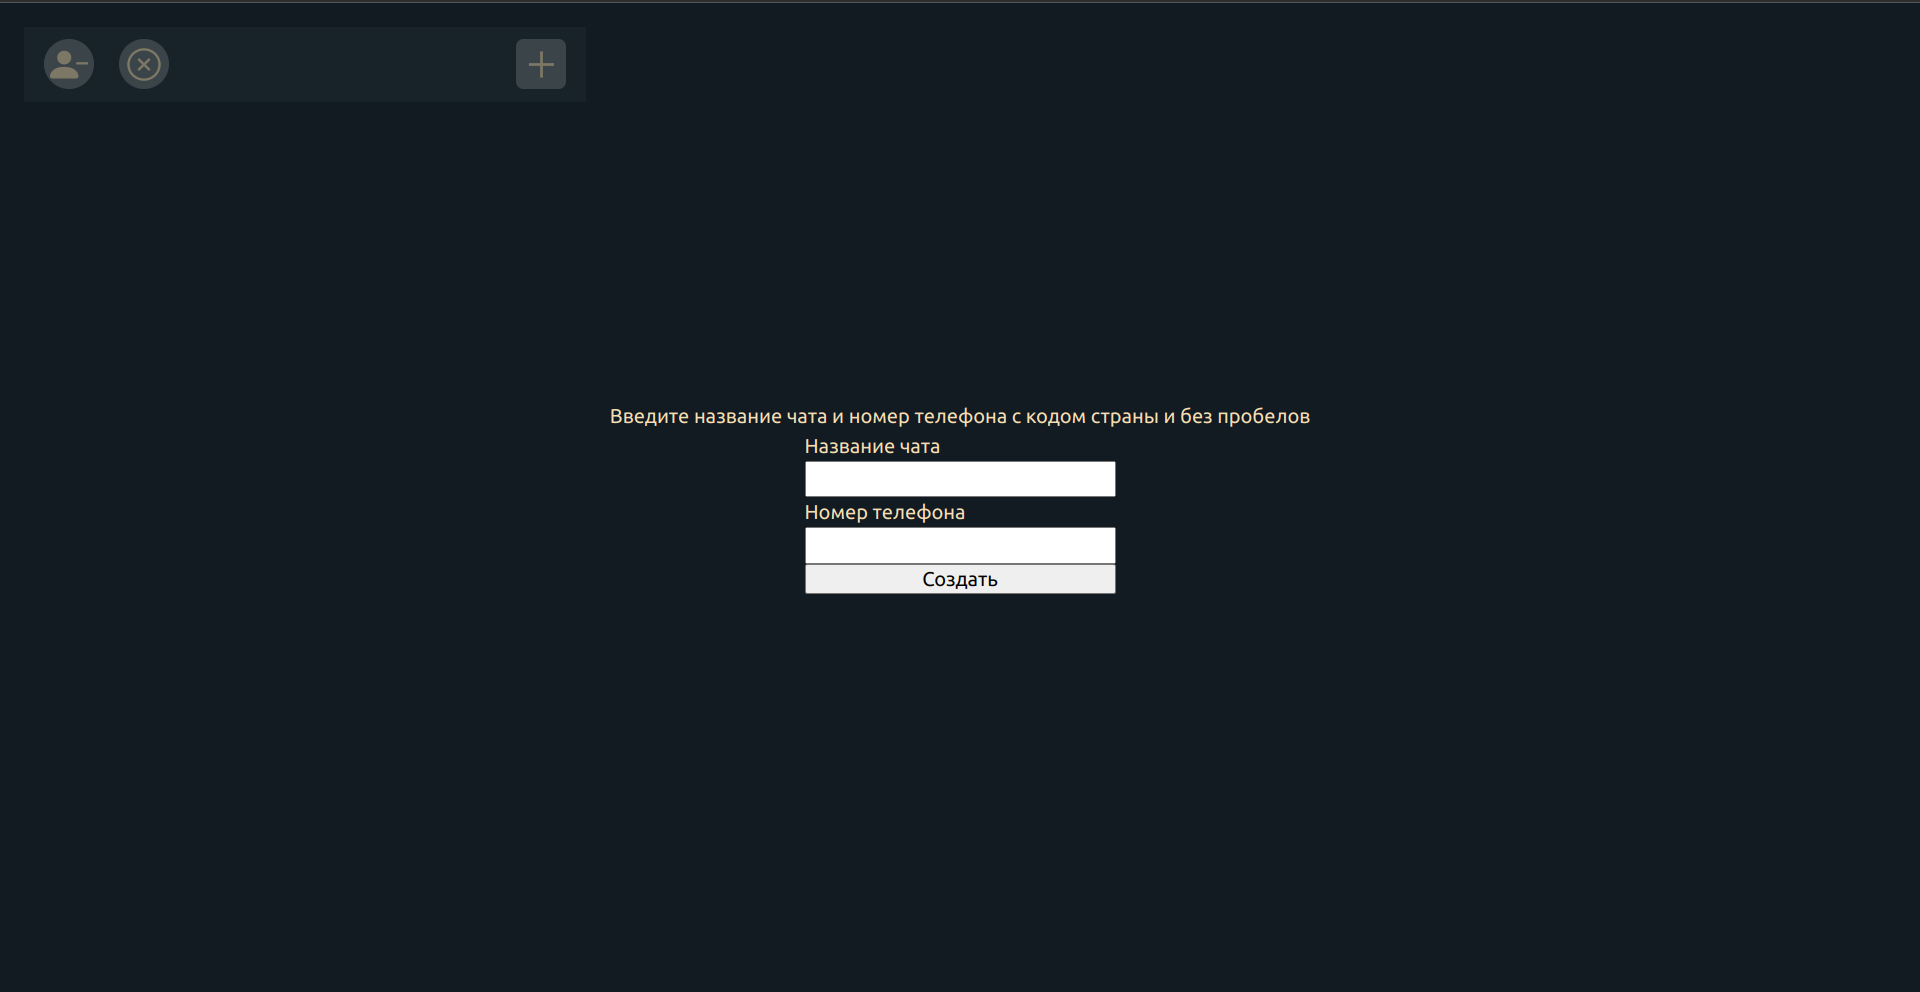 Введите название чата и номер телефона с кодом страны и без пробелов
Название чата
Номер телефона
Создать